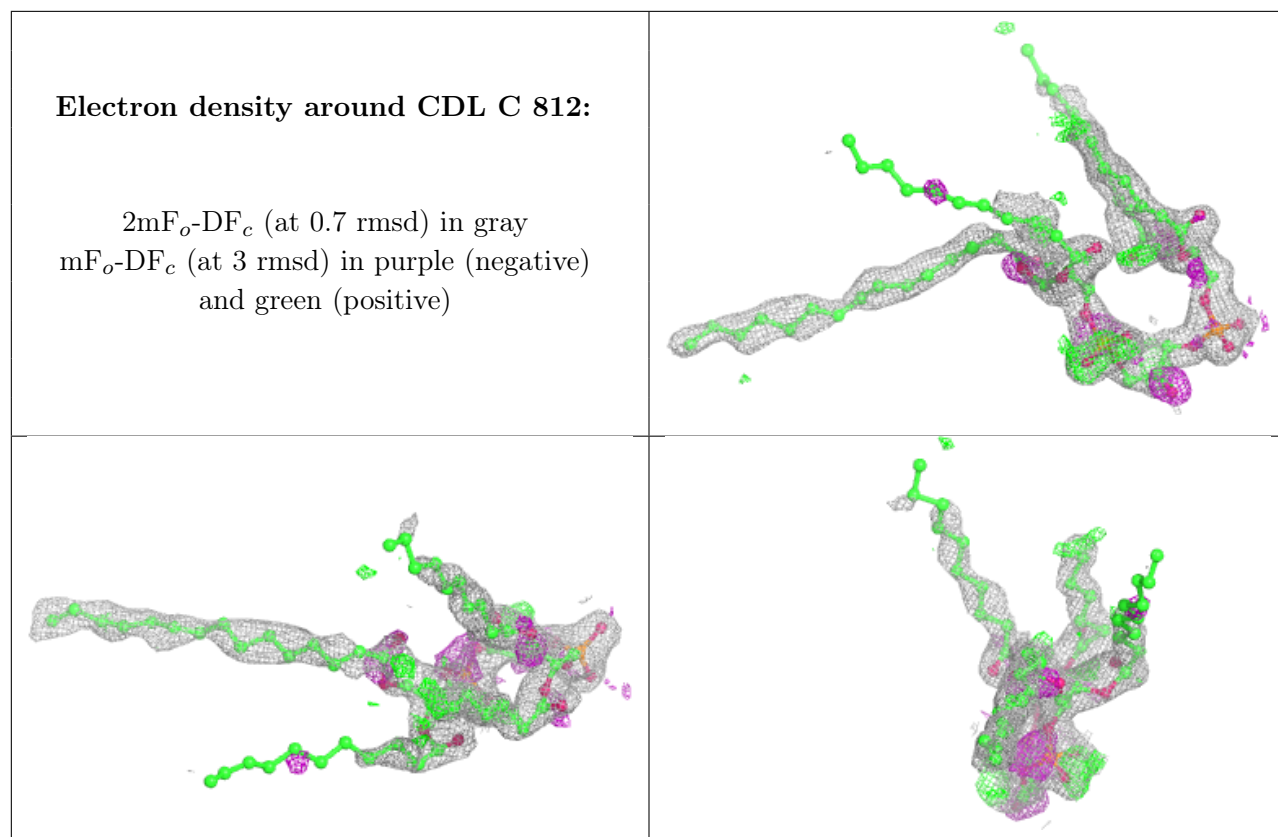 Electron density around CDL C 812:
2mFo-DFc (at 0.7 rmsd) in gray
mFo-DFc (at 3 rmsd) in purple (negative)
and green (positive)